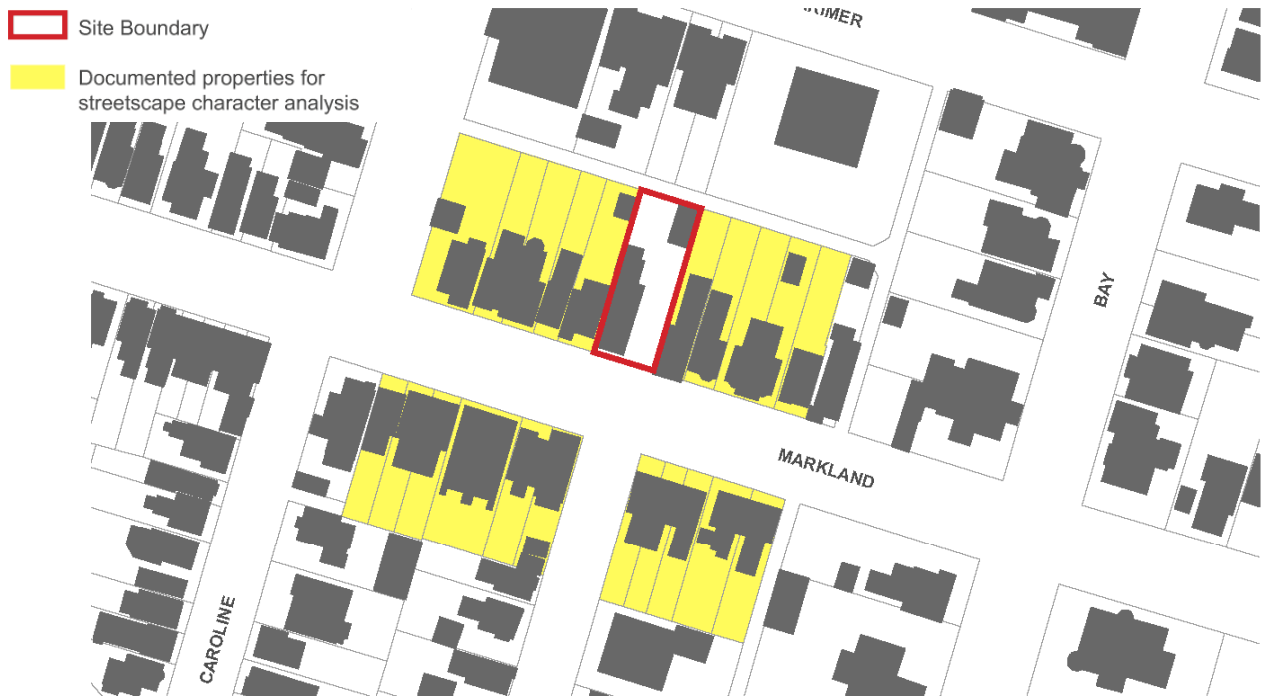 Site Boundary
Documented properties for
streetscape character analysis
BAY
MARKLAND
CAROLINE